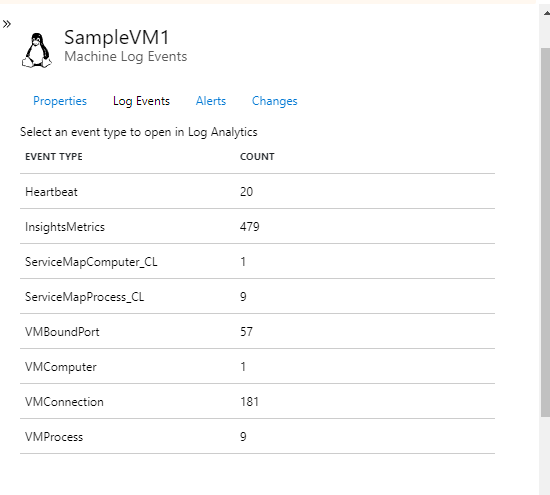 »
SampleVM1
Machine Log Events
Properties Log Events Alerts Changes
Select an event type to open in Log Analytics
EVENT TYPE COUNT
Heartbeat 20
InsightsMetrics 479
ServiceMapComputer_CL 1
ServiceMapProcess_CL 9
VMBoundPort 57
VMComputer 1
VMConnection 181
VMProcess 9